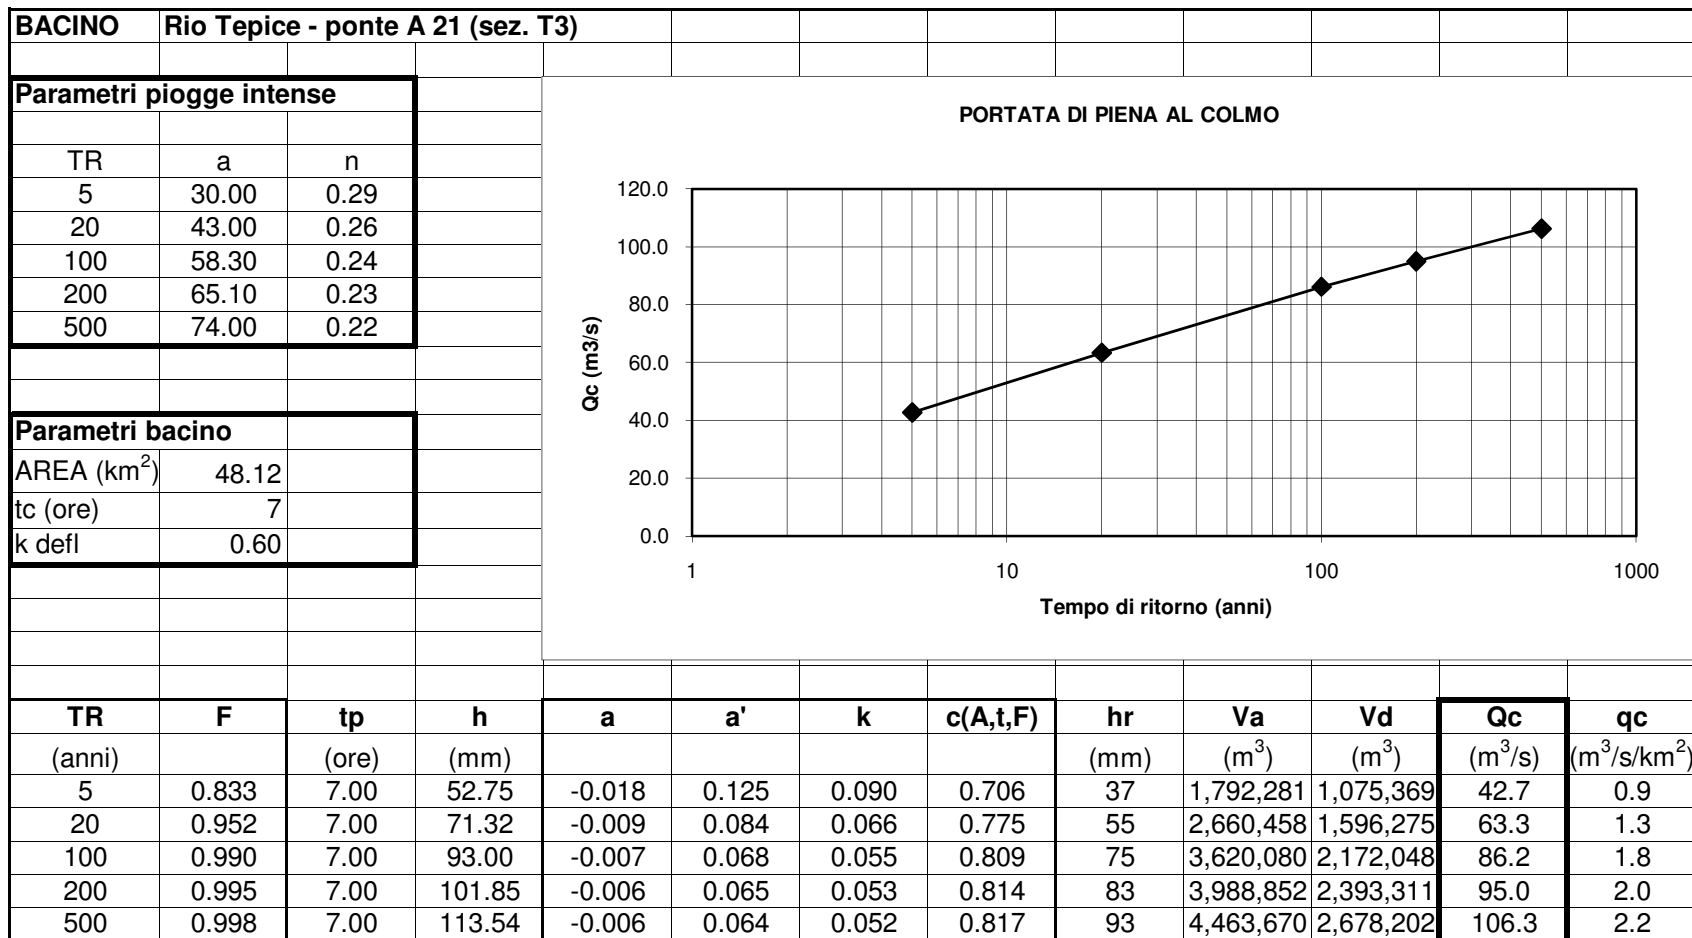 BACINO Rio Tepice - ponte A 21 (sez. T3)
Parametri piogge intense
TR a n
5 30.00 0.29
20 43.00 0.26
100 58.30 0.24
200 65.10 0.23
500 74.00 0.22
Parametri bacino
AREA (km²) 48.12
tc (ore) 7
k defl 0.60
PORTATA DI PIENA AL COLMO
120.0
100.0
80.0
60.0
40.0
20.0
0.0
Qc (m3/s)
1 10 100 1000
Tempo di ritorno (anni)
TR F tp h a a' k c(A,t,F) hr Va Vd Qc qc
(anni) (ore) (mm) (mm) (m³) (m³) (m³/s) (m³/s/km²)
5 0.833 7.00 52.75 -0.018 0.125 0.090 0.706 37 1,792,281 1,075,369 42.7 0.9
20 0.952 7.00 71.32 -0.009 0.084 0.066 0.775 55 2,660,458 1,596,275 63.3 1.3
100 0.990 7.00 93.00 -0.007 0.068 0.055 0.809 75 3,620,080 2,172,048 86.2 1.8
200 0.995 7.00 101.85 -0.006 0.065 0.053 0.814 83 3,988,852 2,393,311 95.0 2.0
500 0.998 7.00 113.54 -0.006 0.064 0.052 0.817 93 4,463,670 2,678,202 106.3 2.2